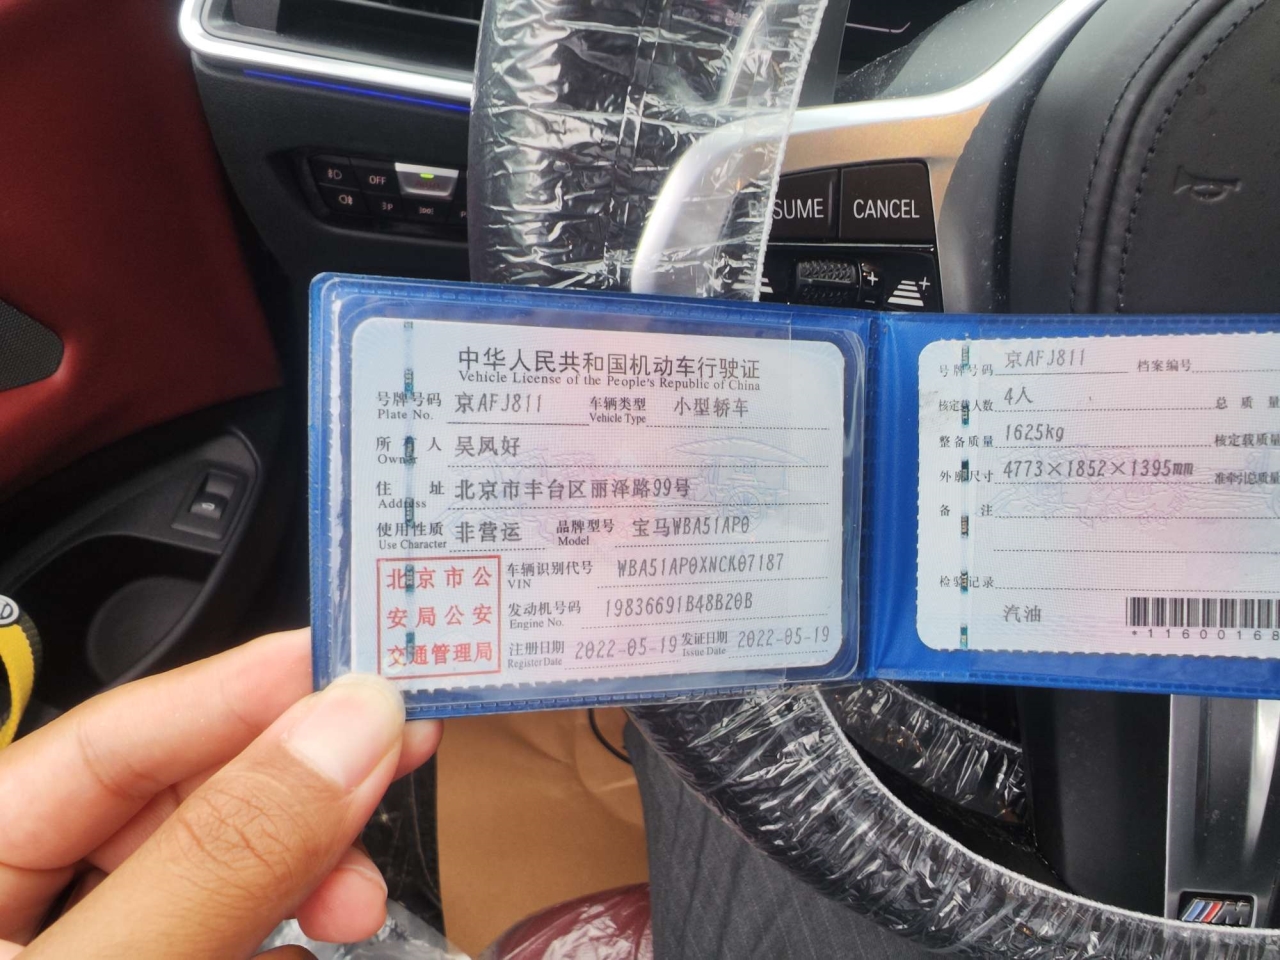 OFF
RESUME
CANCEL
中华人民共和国机动车行驶证
Vehicle License of the People's Republic of China
号牌号码 京AFJ811 车辆类型 小型轿车
Plate No. Vehicle Type
所有人 吴凤好
Owner
住址 北京市丰台区丽泽路99号
Address
使用性质 非营运 品牌型号 宝马WBA51AP0
Use Character Model
北京市公
安局公安
交通管理局
车辆识别代号 WBA51AP0XNCK07187
VIN
发动机号码 19836691B48B20B
Engine No.
注册日期 2022-05-19 发证日期 2022-05-19
Register Date Issue Date
号牌号码 京AFJ811 档案编号
核定载人数 4人 总质量
整备质量 1625kg 核定载质量
外廓尺寸 4773×1852×1395mm 准牵引总质量
备注
检验记录
汽油
*11600168
M